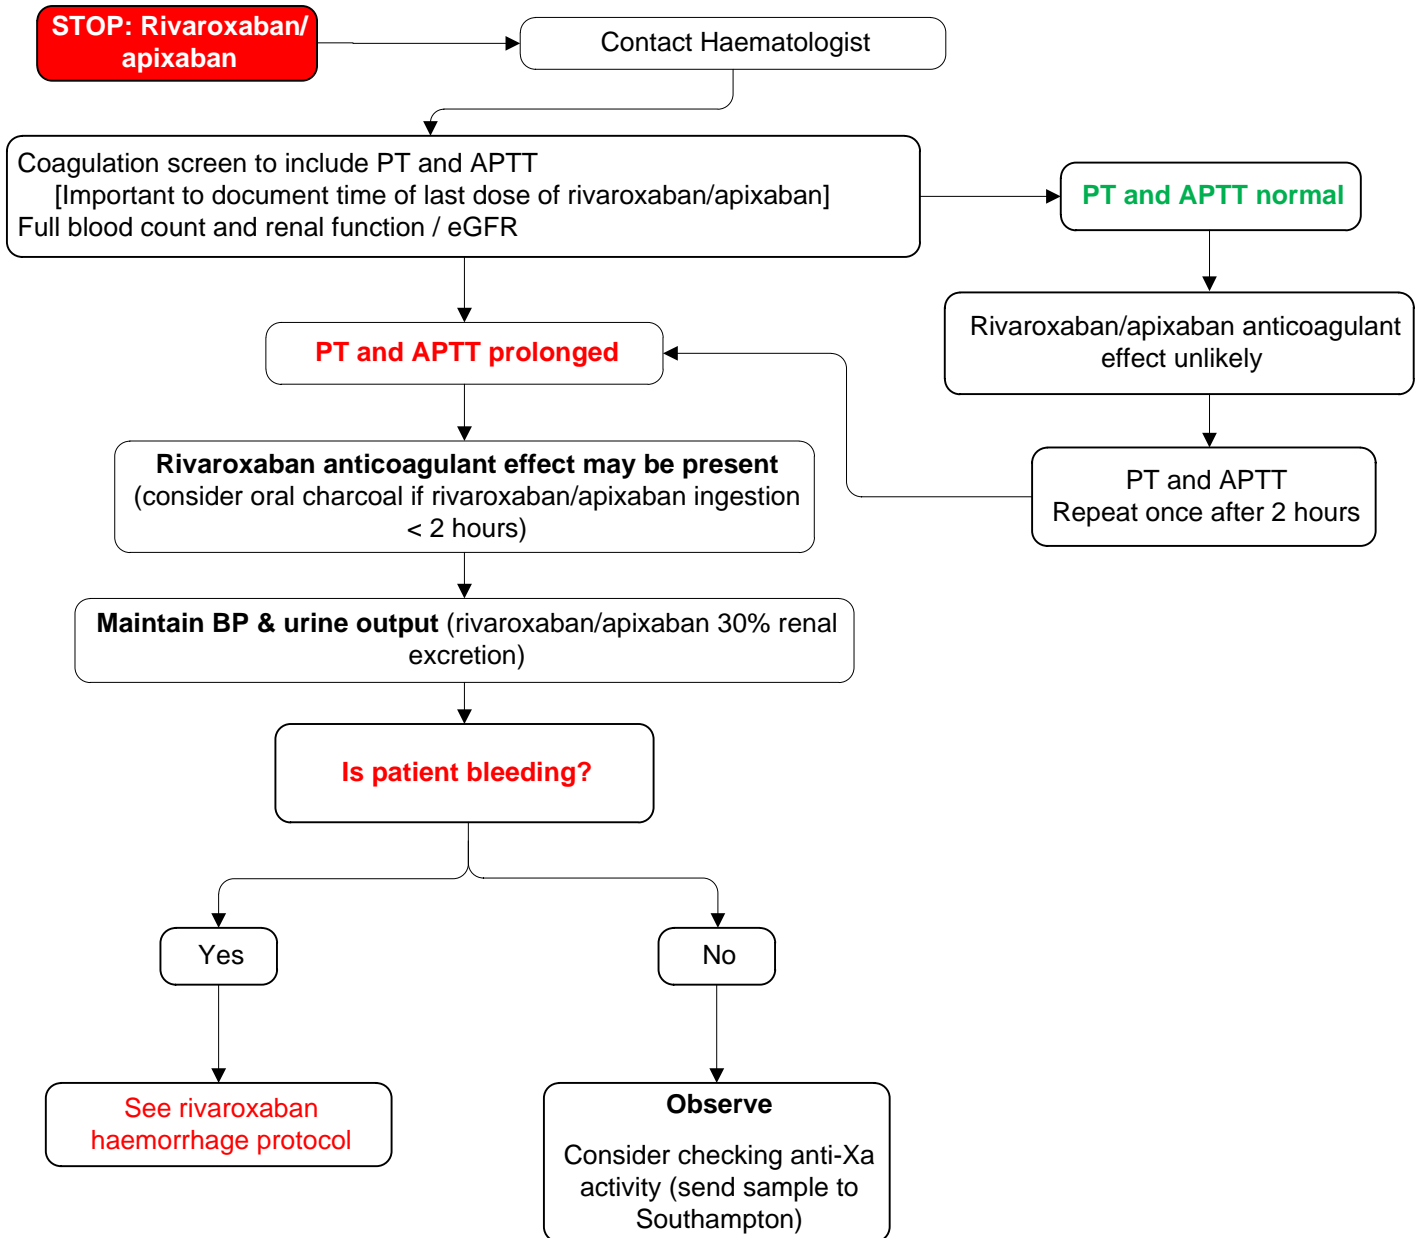 STOP: Rivaroxaban/
apixaban
Contact Haematologist
Coagulation screen to include PT and APTT
[Important to document time of last dose of rivaroxaban/apixaban]
Full blood count and renal function / eGFR
PT and APTT normal
Rivaroxaban/apixaban anticoagulant
effect unlikely
PT and APTT
Repeat once after 2 hours
PT and APTT prolonged
Rivaroxaban anticoagulant effect may be present
(consider oral charcoal if rivaroxaban/apixaban ingestion
< 2 hours)
Maintain BP & urine output (rivaroxaban/apixaban 30% renal
excretion)
Is patient bleeding?
Yes
No
See rivaroxaban
haemorrhage protocol
Observe
Consider checking anti-Xa
activity (send sample to
Southampton)